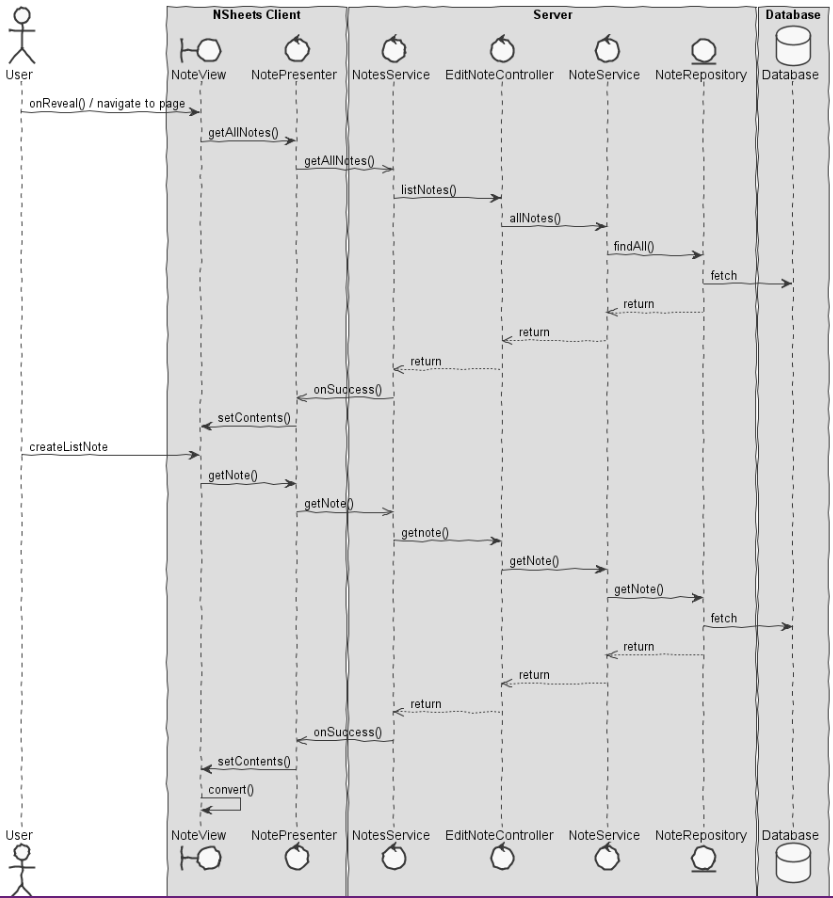 NSheets Client Server Database
User NoteView NotePresenter NotesService EditNoteController NoteService NoteRepository Database
onReveal() / navigate to page
getAllNotes()
getAllNotes()
listNotes()
allNotes()
findAll()
fetch
return
return
return
onSuccess()
setContents()
createListNote
getNote()
getNote()
getnote()
getNote()
getNote()
fetch
return
return
return
onSuccess()
setContents()
convert()
User NoteView NotePresenter NotesService EditNoteController NoteService NoteRepository Database